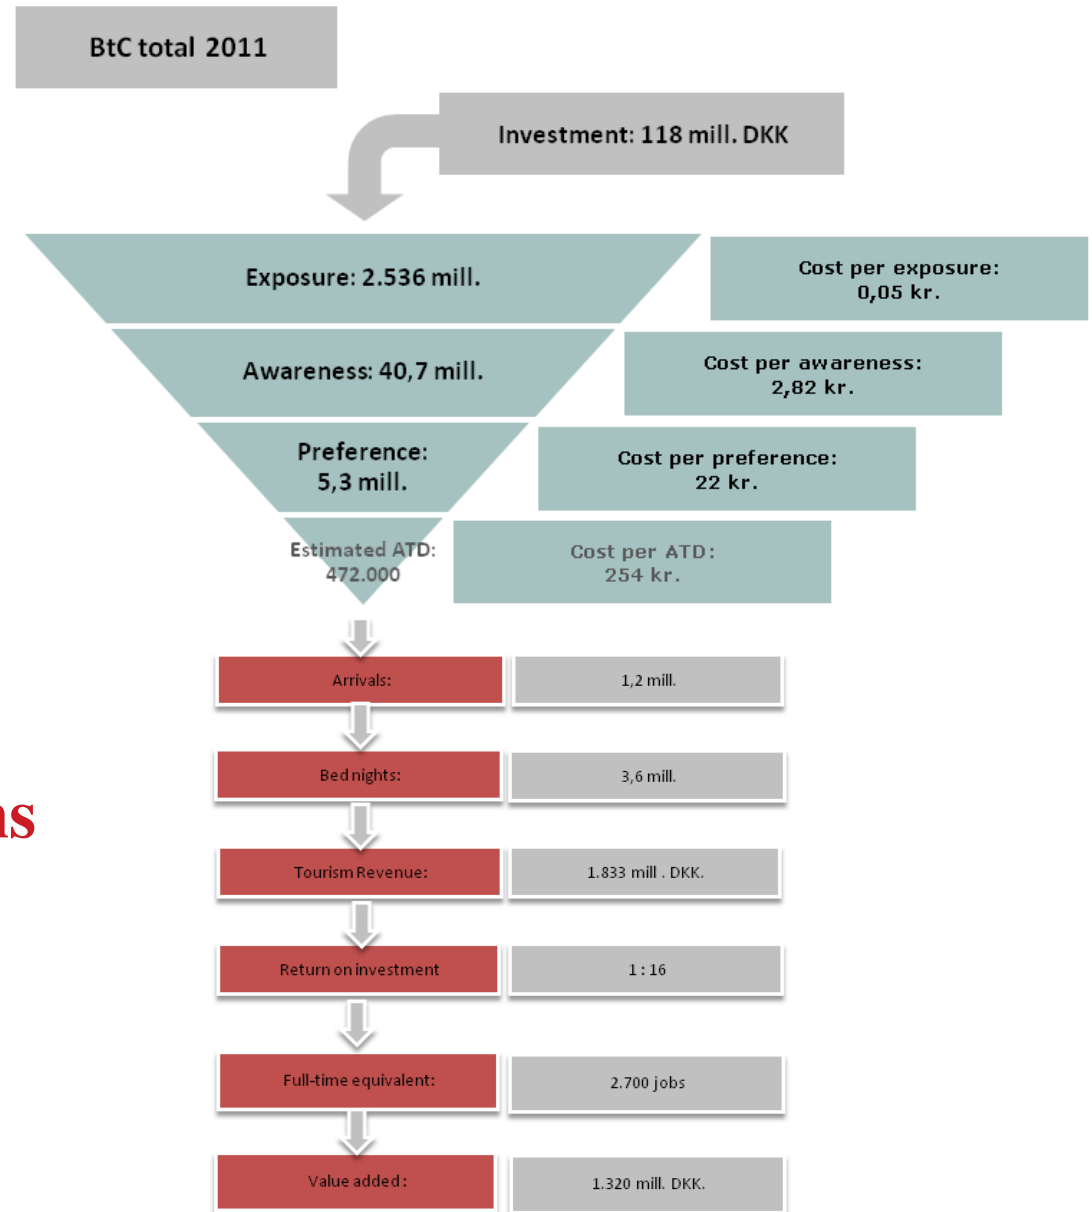 BtC total 2011
Investment: 118 mill. DKK
Exposure: 2.536 mill.
Cost per exposure:
0,05 kr.
Awareness: 40,7 mill.
Cost per awareness:
2,82 kr.
Preference:
5,3 mill.
Cost per preference:
22 kr.
Estimated ATD:
472.000
Cost per ATD:
254 kr.
Arrivals:
1,2 mill.
Bed nights:
3,6 mill.
Tourism Revenue:
1.833 mill . DKK.
Return on investment
1 : 16
Full-time equivalent:
2.700 jobs
Value added :
1.320 mill. DKK.